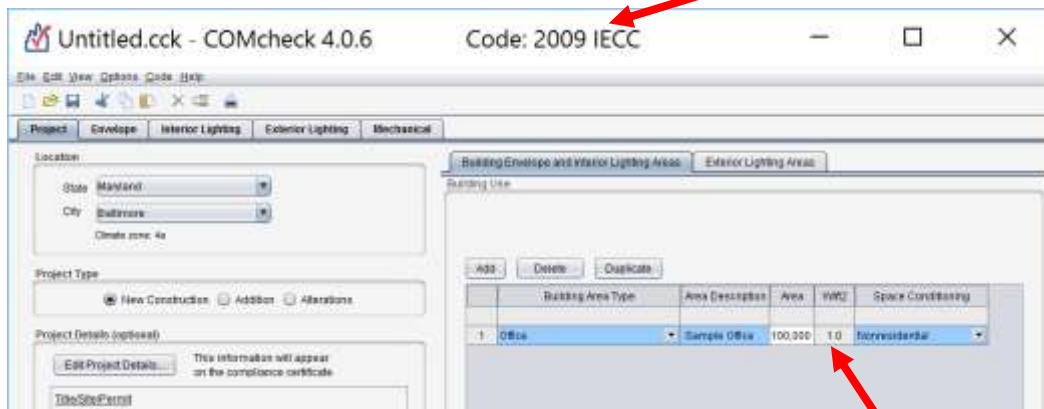 Untitled.cck - COMcheck 4.0.6 Code: 2009 IECC
File Edit View Options Code Help
Project Envelope Interior Lighting Exterior Lighting Mechanical
Location
State Maryland
City Baltimore
Climate zone: 4a
Project Type
New Construction Addition Alterations
Project Details (optional)
Edit Project Details... This information will appear
on the compliance certificate
Title/Site/Permit
Building Envelope and Interior Lighting Areas Exterior Lighting Areas
Building Use
Add Delete Duplicate
Building Area Type Area Description Area W/ft2 Space Conditioning
1 Office Sample Office 100,000 1.0 Nonresidential